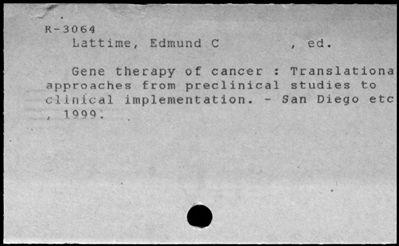 R-3064
Lattime, Edmund C , ed.
Gene therapy of cancer : Translationa
approaches from preclinical studies to
clinical implementation. - San Diego etc
, 1999.